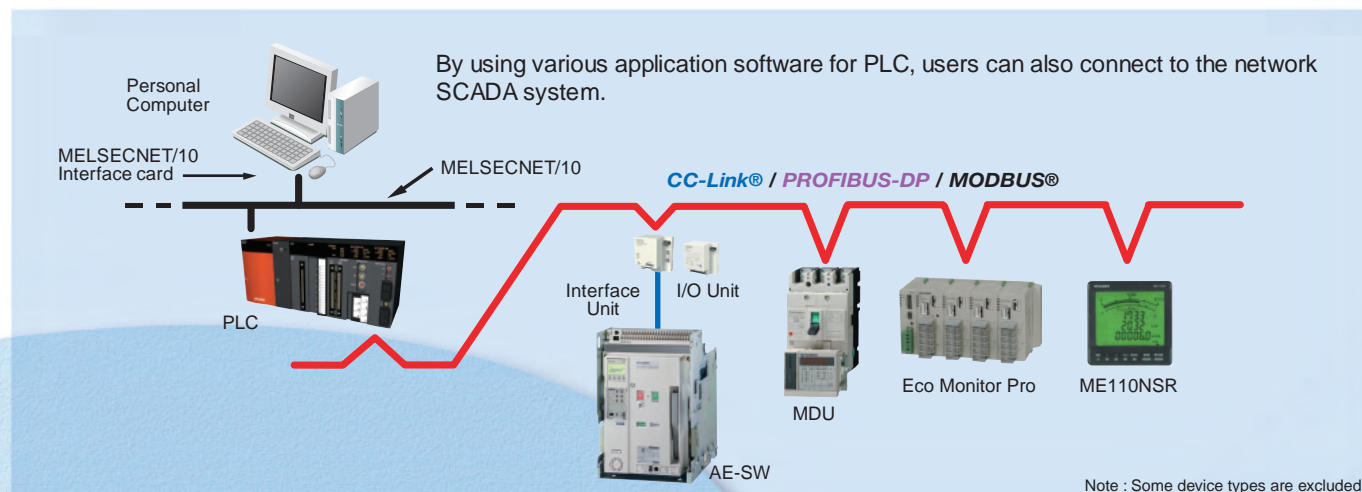 By using various application software for PLC, users can also connect to the network
SCADA system.
Personal
Computer
MELSECNET/10
Interface card
MELSECNET/10
CC-Link® / PROFIBUS-DP / MODBUS®
PLC
Interface
Unit
I/O Unit
AE-SW
MDU
Eco Monitor Pro
ME110NSR
Note : Some device types are excluded